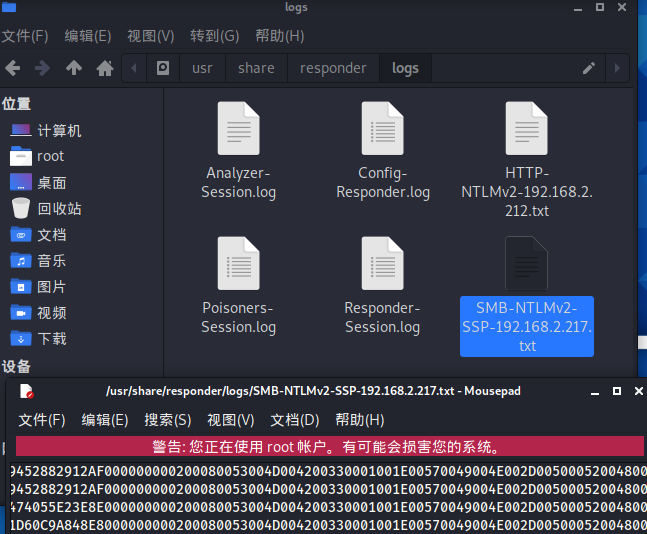 logs
文件(F) 编辑(E) 视图(V) 转到(G) 帮助(H)
usr share responder logs
位置
计算机
root
桌面
回收站
文档
音乐
图片
视频
下载
设备
Analyzer-
Session.log
Config-
Responder.log
HTTP-
NTLMv2-192.168.2.
212.txt
Poisoners-
Session.log
Responder-
Session.log
SMB-NTLMv2-
SSP-192.168.2.217.
txt
/usr/share/responder/logs/SMB-NTLMv2-SSP-192.168.2.217.txt - Mousepad
文件(F) 编辑(E) 搜索(S) 视图(V) 文档(D) 帮助(H)
警告: 您正在使用 root 帐户。有可能会损害您的系统。
0452882912AF000000000200080053004D004200330001001E00570049004E002D00500052004800
0452882912AF000000000200080053004D004200330001001E00570049004E002D00500052004800
474055E23E8E000000000200080053004D004200330001001E00570049004E002D00500052004800
1D60C9A848E8000000000200080053004D004200330001001E00570049004E002D00500052004800